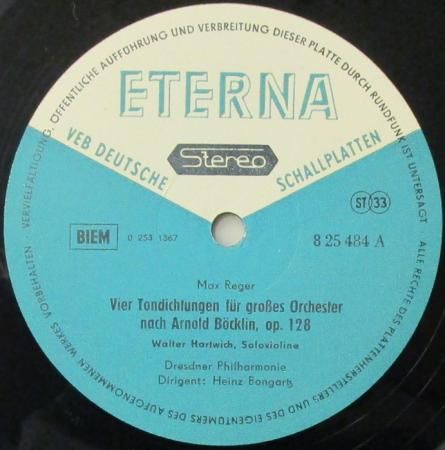 VERVIELFÄLTIGUNG, ÖFFENTLICHE AUFFÜHRUNG UND VERBREITUNG DIESER PLATTE DURCH RUNDFUNK IST UNTERSAGT
ALLE RECHTE DES PLATTENHERSTELLERS UND DES EIGENTÜMERS DES AUFGENOMMENEN WERKES VORBEHALTEN
ETERNA
VEB DEUTSCHE SCHALLPLATTEN
Stereo
ST 33
BIEM 0 253 1367 8 25 484 A
Max Reger
Vier Tondichtungen für großes Orchester
nach Arnold Böcklin, op. 128
Walter Hartwich, Solovioline
Dresdner Philharmonie
Dirigent: Heinz Bongartz